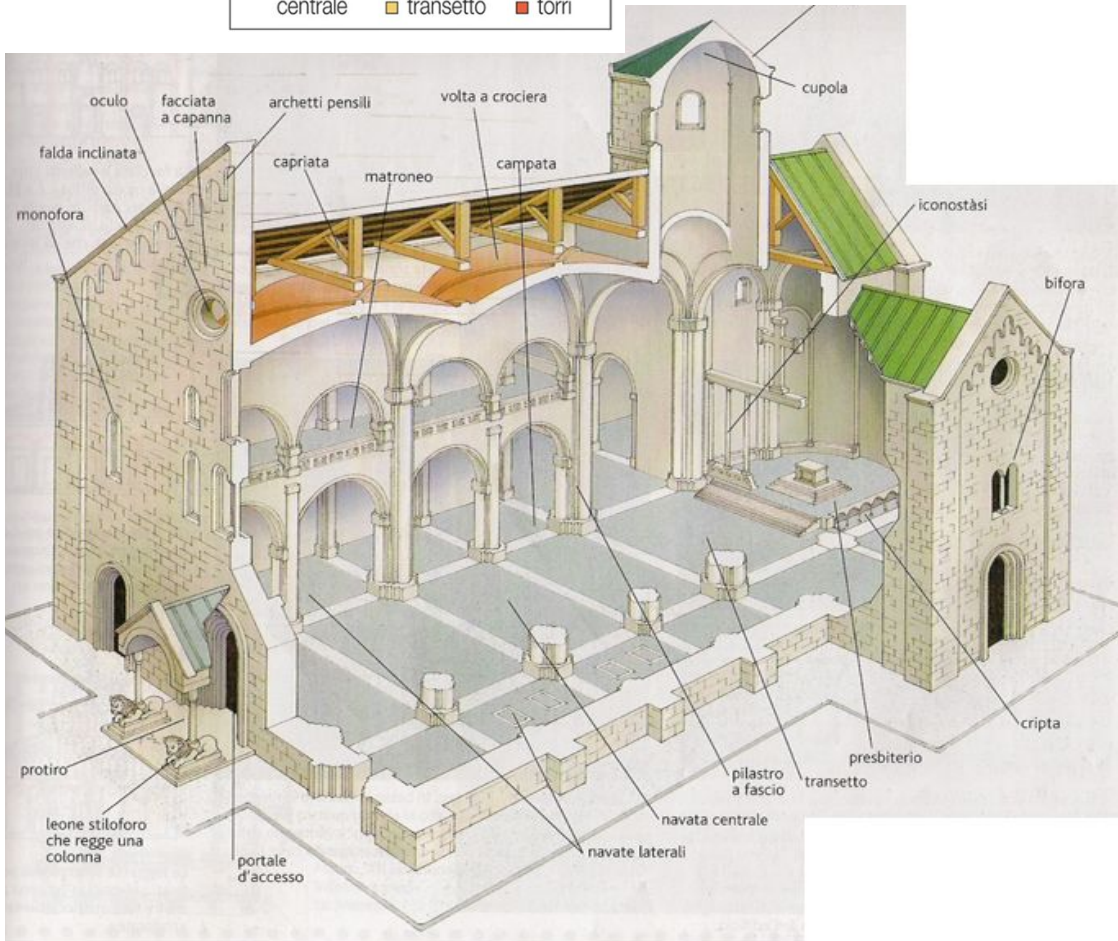 centrale transetto torri
cupola
oculo
facciata
a capanna
archetti pensili
volta a crociera
falda inclinata
capriata
matroneo
campata
monofora
iconostàsi
bifora
protiro
leone stiloforo
che regge una
colonna
portale
d'accesso
navate laterali
navata centrale
pilastro
a fascio
transetto
presbiterio
cripta